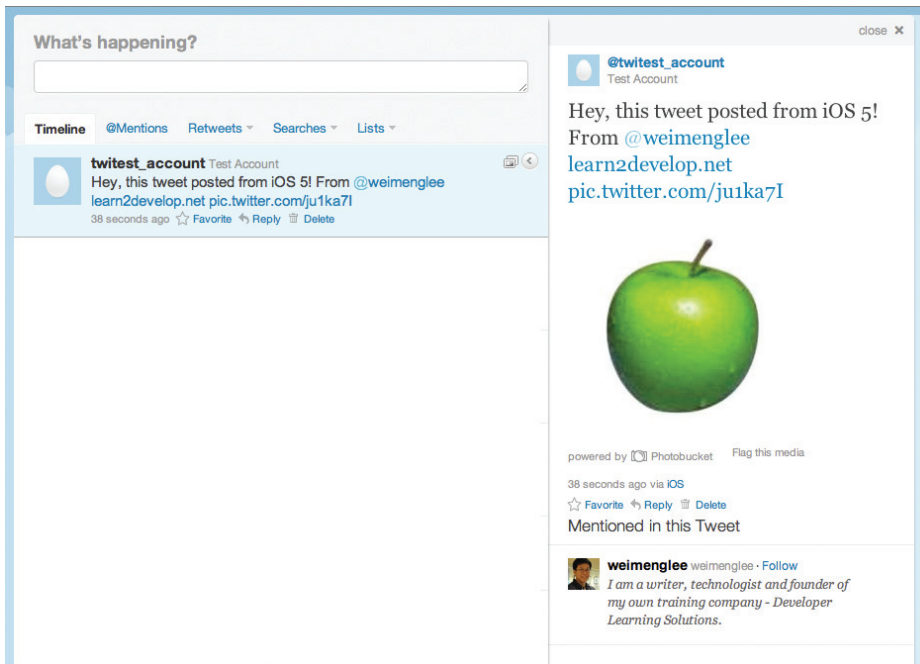 What's happening?
Timeline @Mentions Retweets Searches Lists
twitest_account Test Account
Hey, this tweet posted from iOS 5! From @weimenglee
learn2develop.net pic.twitter.com/ju1ka7I
38 seconds ago Favorite Reply Delete
close ×
@twitest_account
Test Account
Hey, this tweet posted from iOS 5!
From @weimenglee
learn2develop.net
pic.twitter.com/ju1ka7I
powered by Photobucket Flag this media
38 seconds ago via iOS
Favorite Reply Delete
Mentioned in this Tweet
weimenglee weimenglee · Follow
I am a writer, technologist and founder of
my own training company - Developer
Learning Solutions.